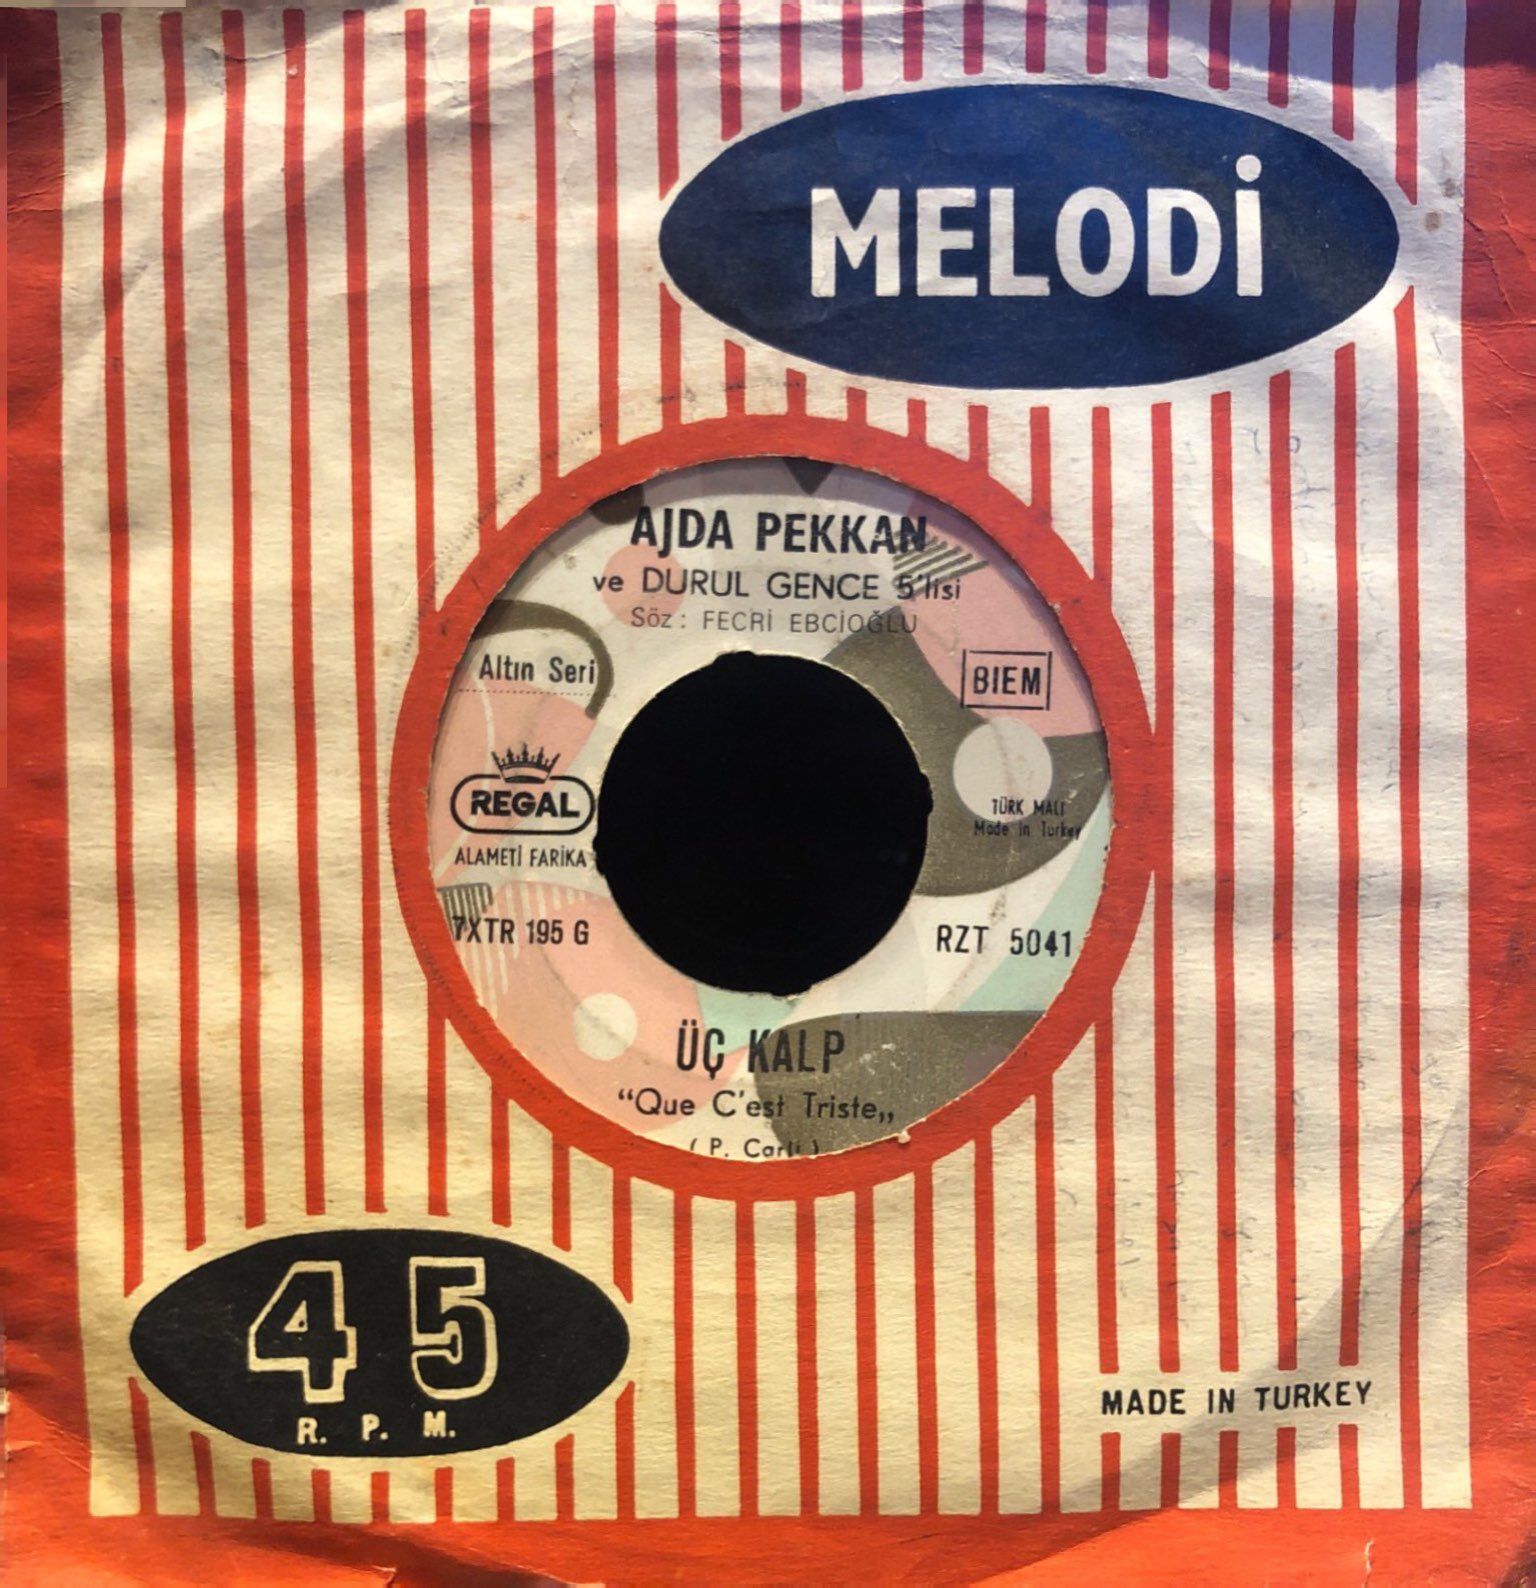 MELODİ
AJDA PEKKAN
ve DURUL GENCE 5'lisi
Söz: FECRİ EBCİOĞLU
Altın Seri
BIEM
REGAL
ALAMETİ FARİKA
TÜRK MALI
Made in Turkey
7XTR 195 G
RZT 5041
ÜÇ KALP
“Que C'est Triste„
( P. Carli )
45
R. P. M.
MADE IN TURKEY